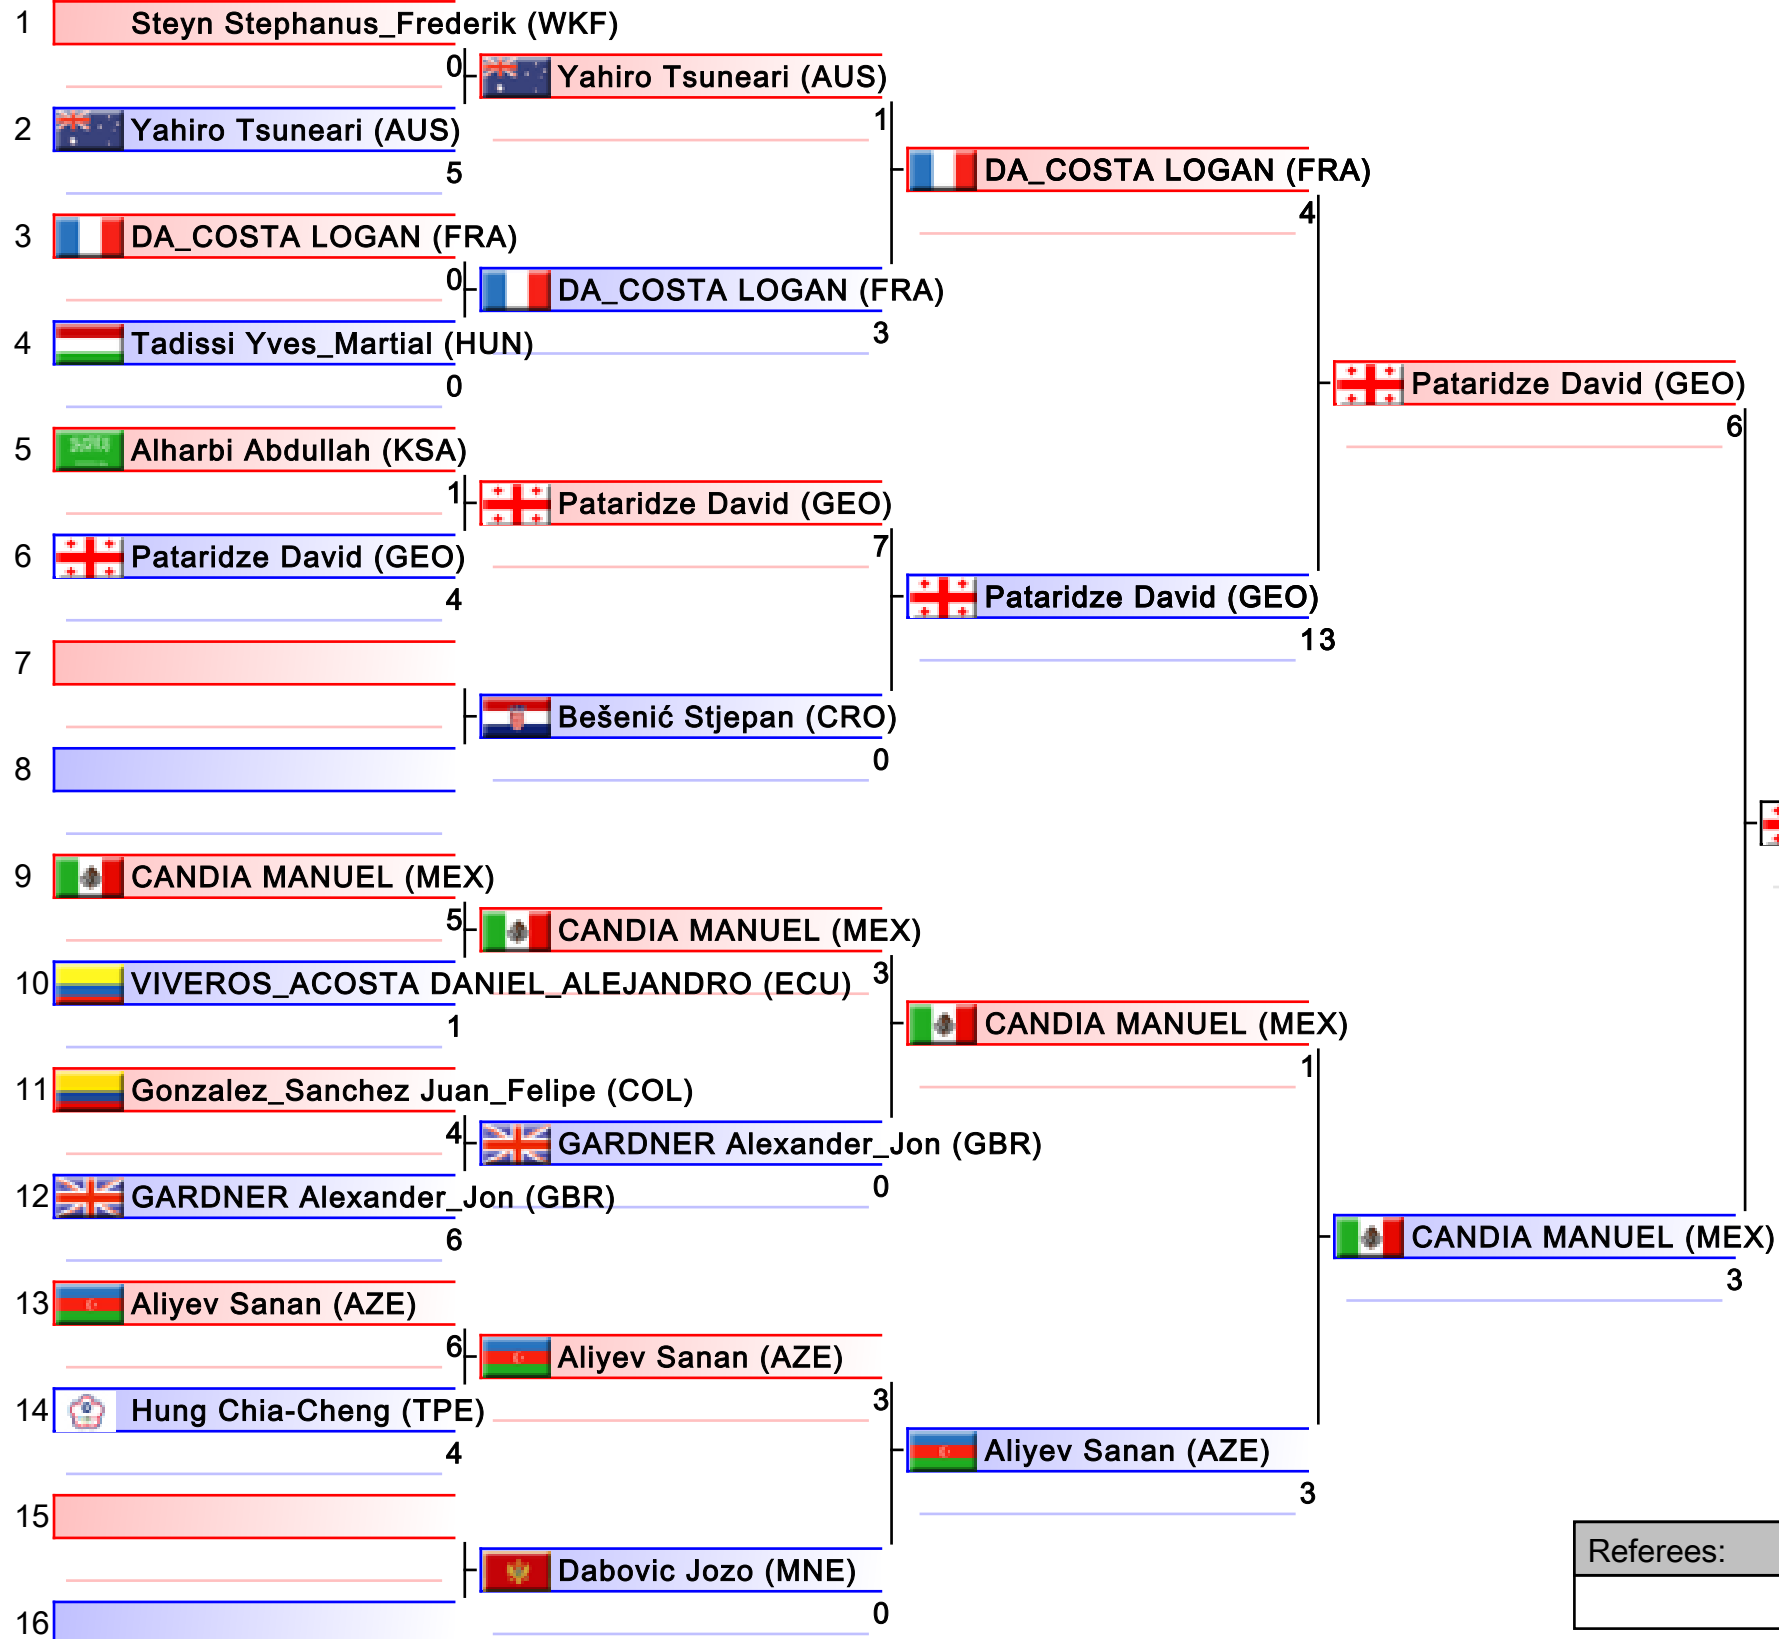 1
Steyn Stephanus_Frederik (WKF)
0
Yahiro Tsuneari (AUS)
1
2
Yahiro Tsuneari (AUS)
5
DA_COSTA LOGAN (FRA)
4
3
DA_COSTA LOGAN (FRA)
0
DA_COSTA LOGAN (FRA)
3
4
Tadissi Yves_Martial (HUN)
0
Pataridze David (GEO)
6
5
Alharbi Abdullah (KSA)
1
Pataridze David (GEO)
7
6
Pataridze David (GEO)
4
Pataridze David (GEO)
13
7
Bešenić Stjepan (CRO)
0
8
9
CANDIA MANUEL (MEX)
5
CANDIA MANUEL (MEX)
3
10
VIVEROS_ACOSTA DANIEL_ALEJANDRO (ECU)
1
CANDIA MANUEL (MEX)
1
11
Gonzalez_Sanchez Juan_Felipe (COL)
4
GARDNER Alexander_Jon (GBR)
0
12
GARDNER Alexander_Jon (GBR)
6
CANDIA MANUEL (MEX)
3
13
Aliyev Sanan (AZE)
6
Aliyev Sanan (AZE)
3
14
Hung Chia-Cheng (TPE)
4
Aliyev Sanan (AZE)
3
15
Dabovic Jozo (MNE)
0
16
Referees: